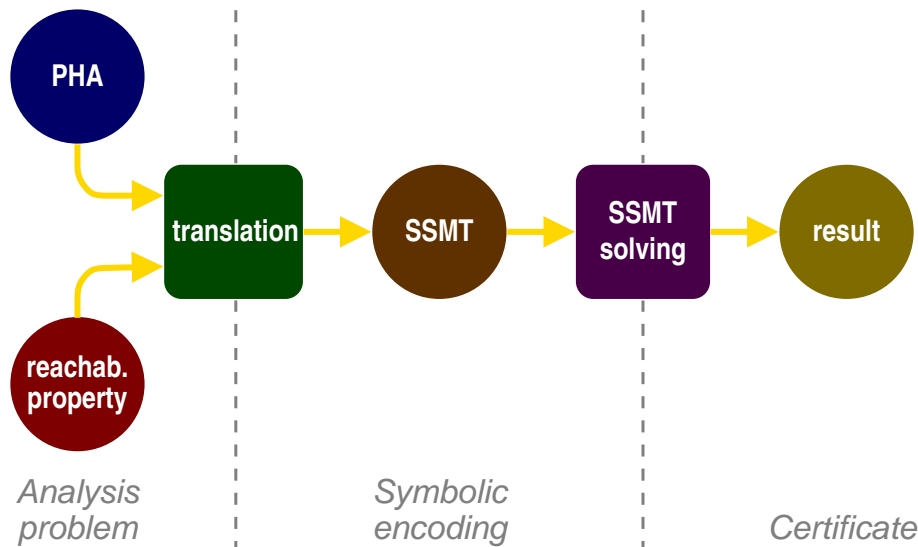 PHA
translation
SSMT
SSMT
solving
result
reachab.
property
Analysis
problem
Symbolic
encoding
Certificate